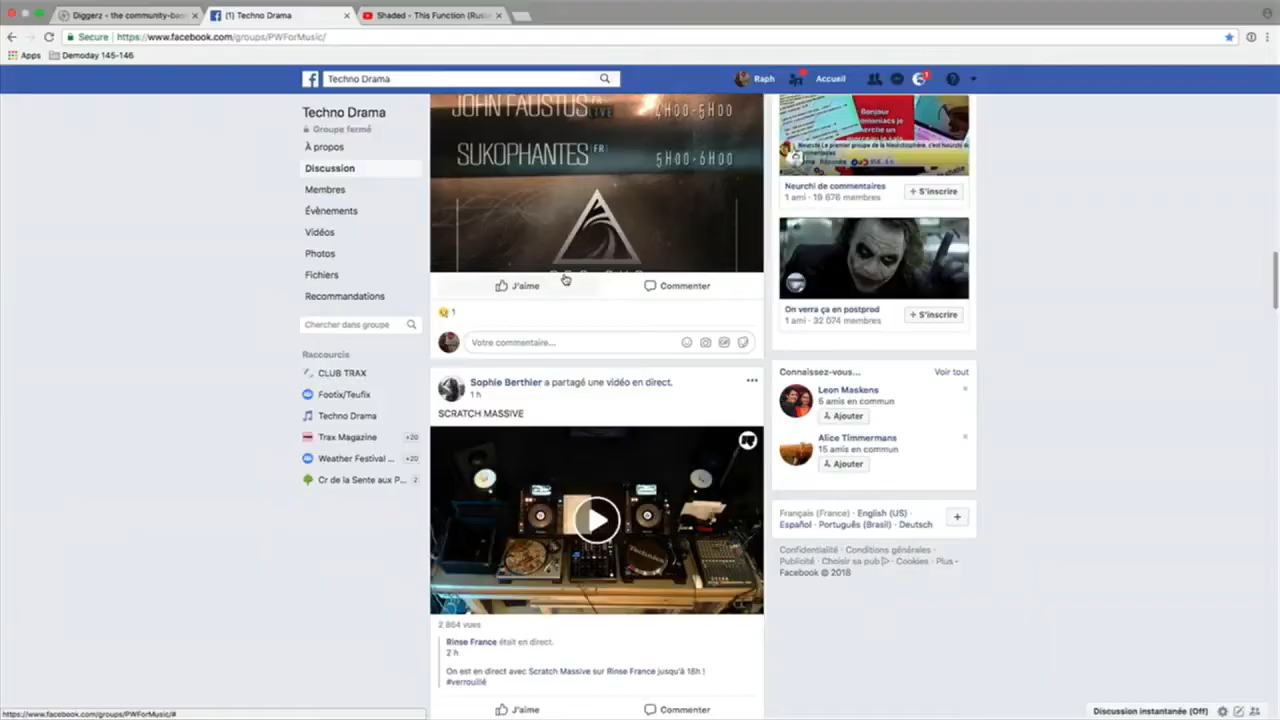 Diggerz - the community-bas
(1) Techno Drama
Shaded - This Function (Rus
Secure
https://www.facebook.com/groups/PWForMusic/
Apps
Demoday 145-146
Techno Drama
Raph
Accueil
1
Techno Drama
Groupe fermé
À propos
Discussion
Membres
Évènements
Vidéos
Photos
Fichiers
Recommandations
Chercher dans groupe
Raccourcis
CLUB TRAX
Footix/Teufix
Techno Drama
Trax Magazine +20
Weather Festival ... +20
Cr de la Sente aux P... 2
JOHN FAUSTUS FR LIVE 4H00-5H00
SUKOPHANTES (FR) 5H00-6H00
J'aime
Commenter
1
Votre commentaire...
Sophie Berthier a partagé une vidéo en direct.
1 h
SCRATCH MASSIVE
2 864 vues
Rinse France était en direct.
2 h
On est en direct avec Scratch Massive sur Rinse France jusqu'à 18h !
#verrouillé
J'aime
Commenter
Bonjour
cherche un
Neurchi de commentaires
1 ami · 19 676 membres
+ S'inscrire
On verra ça en postprod
1 ami · 32 074 membres
+ S'inscrire
Connaissez-vous...
Voir tout
Leon Maskens
5 amis en commun
Ajouter
Alice Timmermans
15 amis en commun
Ajouter
Français (France) · English (US) ·
Español · Português (Brasil) · Deutsch
Confidentialité · Conditions générales ·
Publicité · Choisir sa pub · Cookies · Plus
Facebook © 2018
https://www.facebook.com/groups/PWForMusic/#
Discussion instantanée (Off)